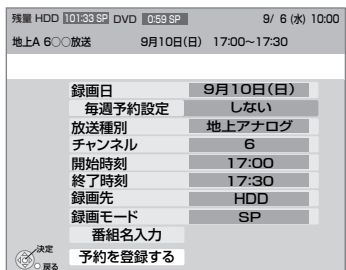 残量 HDD 101:33 SP DVD 0:59 SP 9/ 6 (水) 10:00
地上A 6○○放送 9月10日(日) 17:00~17:30
録画日 9月10日(日)
毎週予約設定 しない
放送種別 地上アナログ
チャンネル 6
開始時刻 17:00
終了時刻 17:30
録画先 HDD
録画モード SP
番組名入力
予約を登録する
決定
戻る